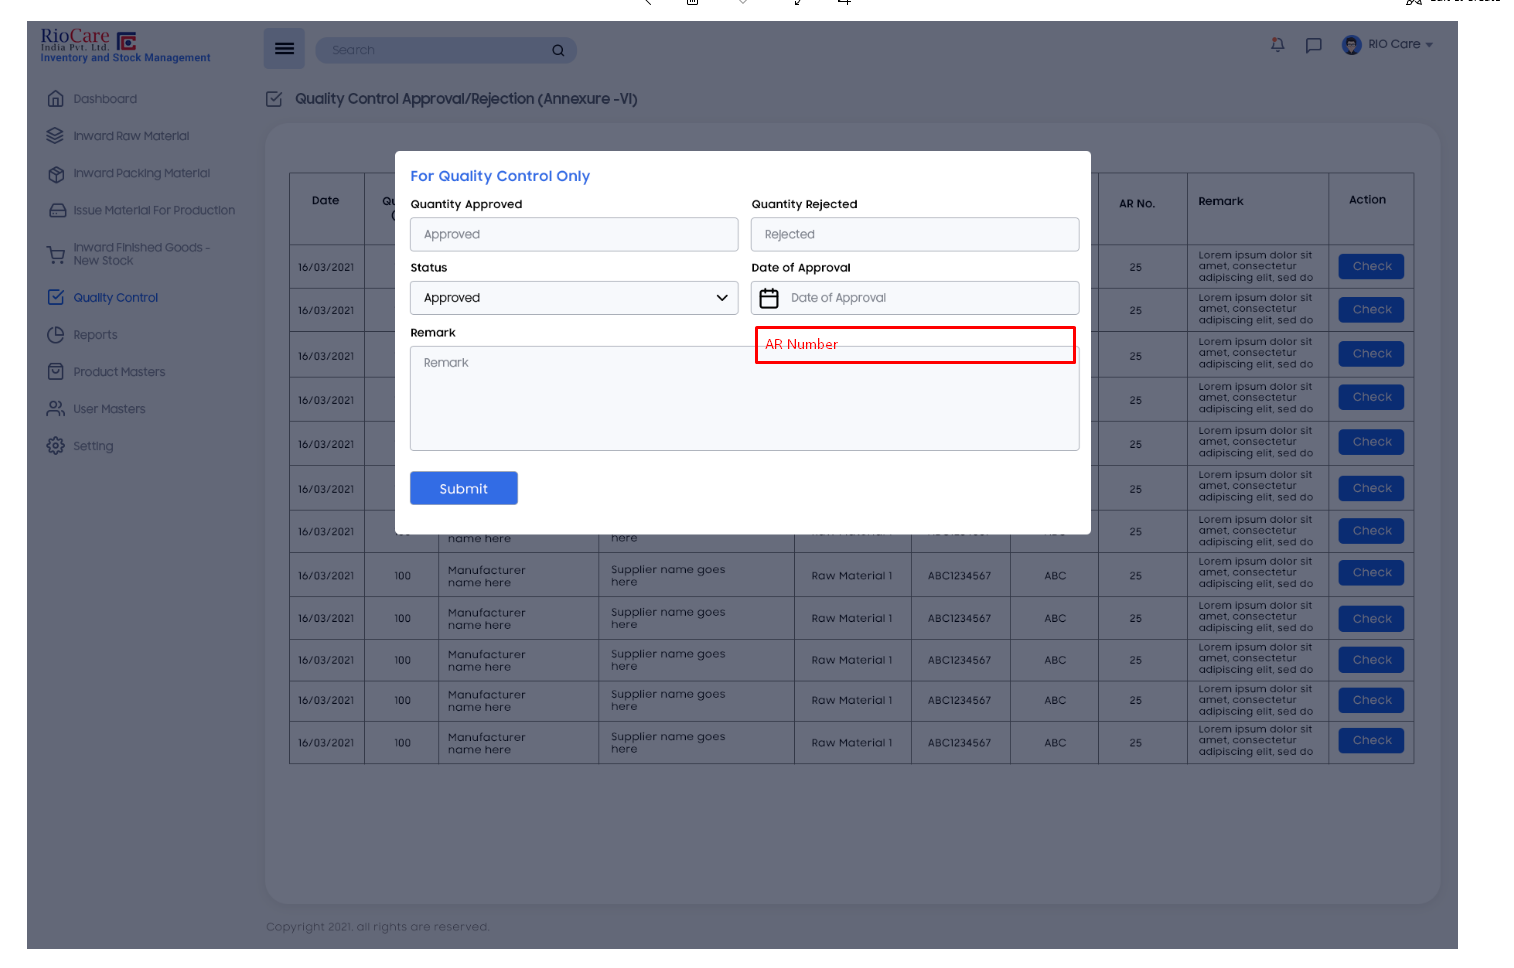 RioCare
India Pvt. Ltd.
Inventory and Stock Management
Search
RIO Care
Dashboard
Inward Raw Material
Inward Packing Material
Issue Material For Production
Inward Finished Goods -
New Stock
Quality Control
Reports
Product Masters
User Masters
Setting
Quality Control Approval/Rejection (Annexure -VI)
For Quality Control Only
Quantity Approved
Quantity Rejected
Approved
Rejected
Status
Date of Approval
Approved
Date of Approval
Remark
AR Number
Remark
Submit
Date
AR No.
Remark
Action
16/03/2021 25 Lorem ipsum dolor sit
amet, consectetur
adipiscing elit, sed do
Check
16/03/2021 25 Lorem ipsum dolor sit
amet, consectetur
adipiscing elit, sed do
Check
16/03/2021 25 Lorem ipsum dolor sit
amet, consectetur
adipiscing elit, sed do
Check
16/03/2021 25 Lorem ipsum dolor sit
amet, consectetur
adipiscing elit, sed do
Check
16/03/2021 25 Lorem ipsum dolor sit
amet, consectetur
adipiscing elit, sed do
Check
16/03/2021 25 Lorem ipsum dolor sit
amet, consectetur
adipiscing elit, sed do
Check
16/03/2021 25 Lorem ipsum dolor sit
name here here amet, consectetur
adipiscing elit, sed do
Check
16/03/2021 100 Manufacturer
name here
Supplier name goes
here
Raw Material 1 ABC1234567 ABC 25 Lorem ipsum dolor sit
amet, consectetur
adipiscing elit, sed do
Check
16/03/2021 100 Manufacturer
name here
Supplier name goes
here
Raw Material 1 ABC1234567 ABC 25 Lorem ipsum dolor sit
amet, consectetur
adipiscing elit, sed do
Check
16/03/2021 100 Manufacturer
name here
Supplier name goes
here
Raw Material 1 ABC1234567 ABC 25 Lorem ipsum dolor sit
amet, consectetur
adipiscing elit, sed do
Check
16/03/2021 100 Manufacturer
name here
Supplier name goes
here
Raw Material 1 ABC1234567 ABC 25 Lorem ipsum dolor sit
amet, consectetur
adipiscing elit, sed do
Check
16/03/2021 100 Manufacturer
name here
Supplier name goes
here
Raw Material 1 ABC1234567 ABC 25 Lorem ipsum dolor sit
amet, consectetur
adipiscing elit, sed do
Check
Copyright 2021. all rights are reserved.